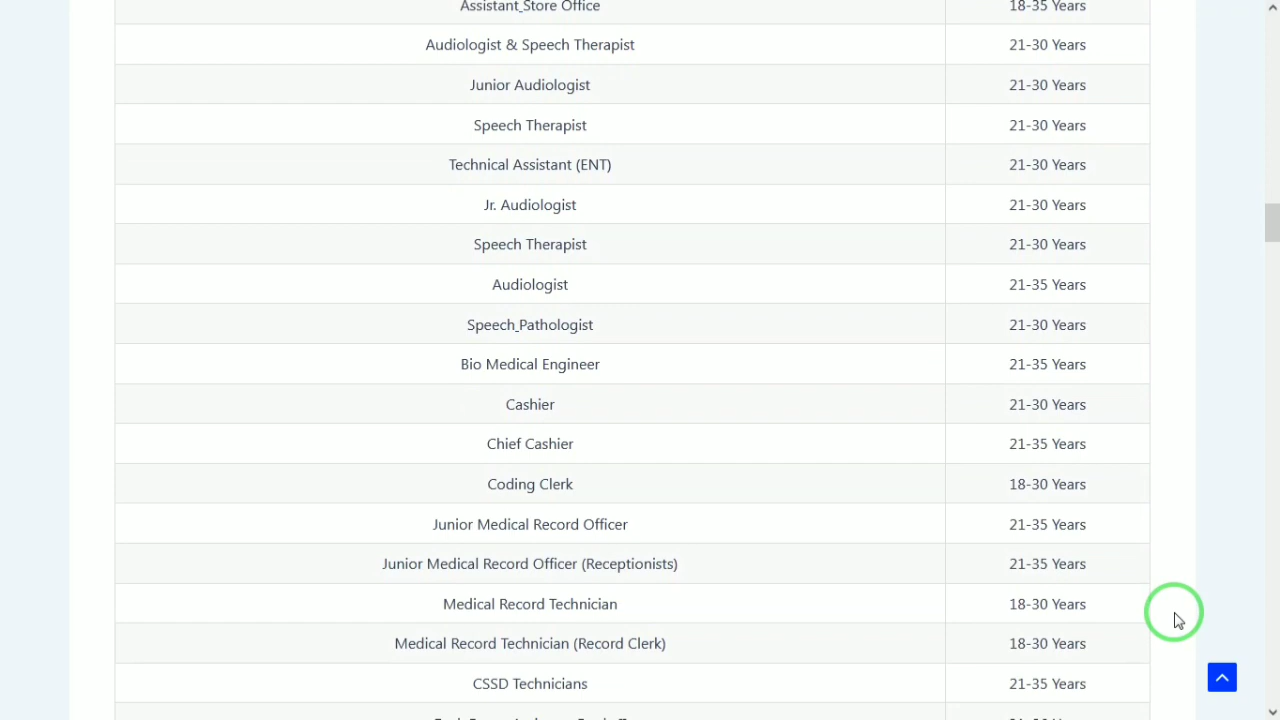 Assistant_Store Office 18-35 Years
Audiologist & Speech Therapist 21-30 Years
Junior Audiologist 21-30 Years
Speech Therapist 21-30 Years
Technical Assistant (ENT) 21-30 Years
Jr. Audiologist 21-30 Years
Speech Therapist 21-30 Years
Audiologist 21-35 Years
Speech_Pathologist 21-30 Years
Bio Medical Engineer 21-35 Years
Cashier 21-30 Years
Chief Cashier 21-35 Years
Coding Clerk 18-30 Years
Junior Medical Record Officer 21-35 Years
Junior Medical Record Officer (Receptionists) 21-35 Years
Medical Record Technician 18-30 Years
Medical Record Technician (Record Clerk) 18-30 Years
CSSD Technicians 21-35 Years